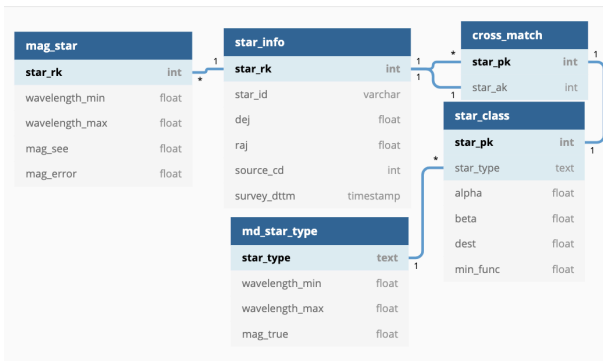 mag_star
star_rk int
wavelength_min float
wavelength_max float
mag_see float
mag_error float
1
*
star_info
star_rk int
star_id varchar
dej float
raj float
source_cd int
survey_dttm timestamp
1
1
*
1
cross_match
star_pk int
star_ak int
1
star_class
star_pk int
star_type text
alpha float
beta float
dest float
min_func float
1
*
md_star_type
star_type text
wavelength_min float
wavelength_max float
mag_true float
1